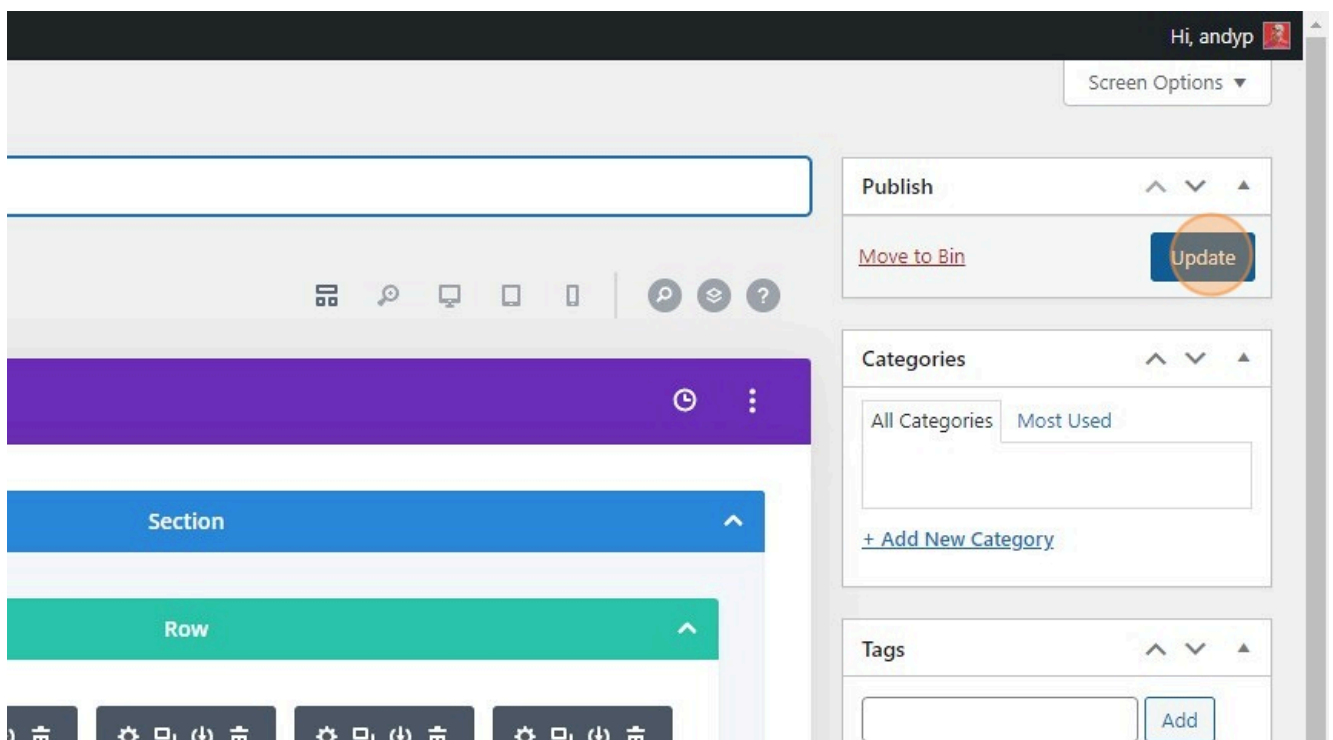 Hi, andyp
Screen Options
Publish
Move to Bin
Update
Categories
All Categories
Most Used
+ Add New Category
Section
Row
Tags
Add